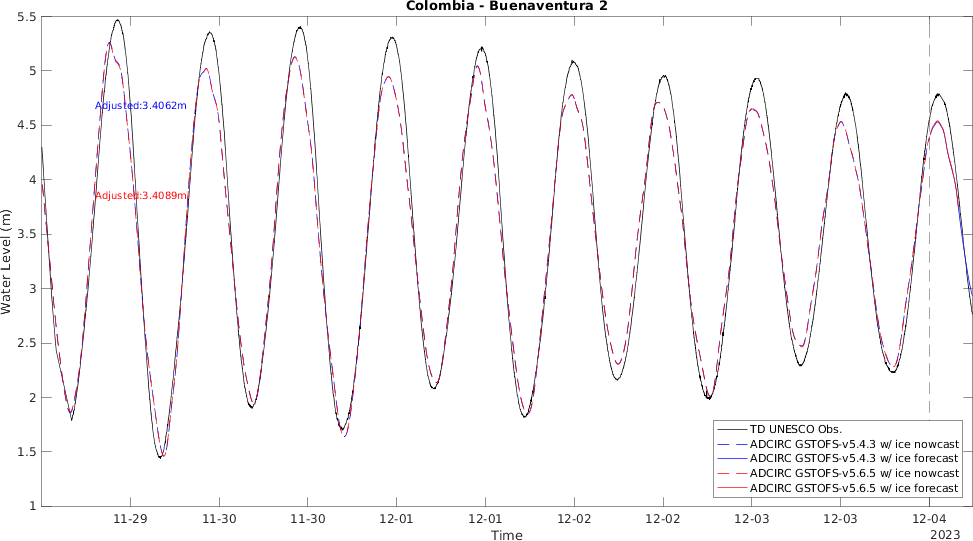 Colombia - Buenaventura 2
5.5
5
4.5
4
3.5
3
2.5
2
1.5
1
Water Level (m)
Adjusted:3.4062m
Adjusted:3.4089m
TD UNESCO Obs.
ADCIRC GSTOFS-v5.4.3 w/ ice nowcast
ADCIRC GSTOFS-v5.4.3 w/ ice forecast
ADCIRC GSTOFS-v5.6.5 w/ ice nowcast
ADCIRC GSTOFS-v5.6.5 w/ ice forecast
11-29 11-30 11-30 12-01 12-01 12-02 12-02 12-03 12-03 12-04
Time
2023